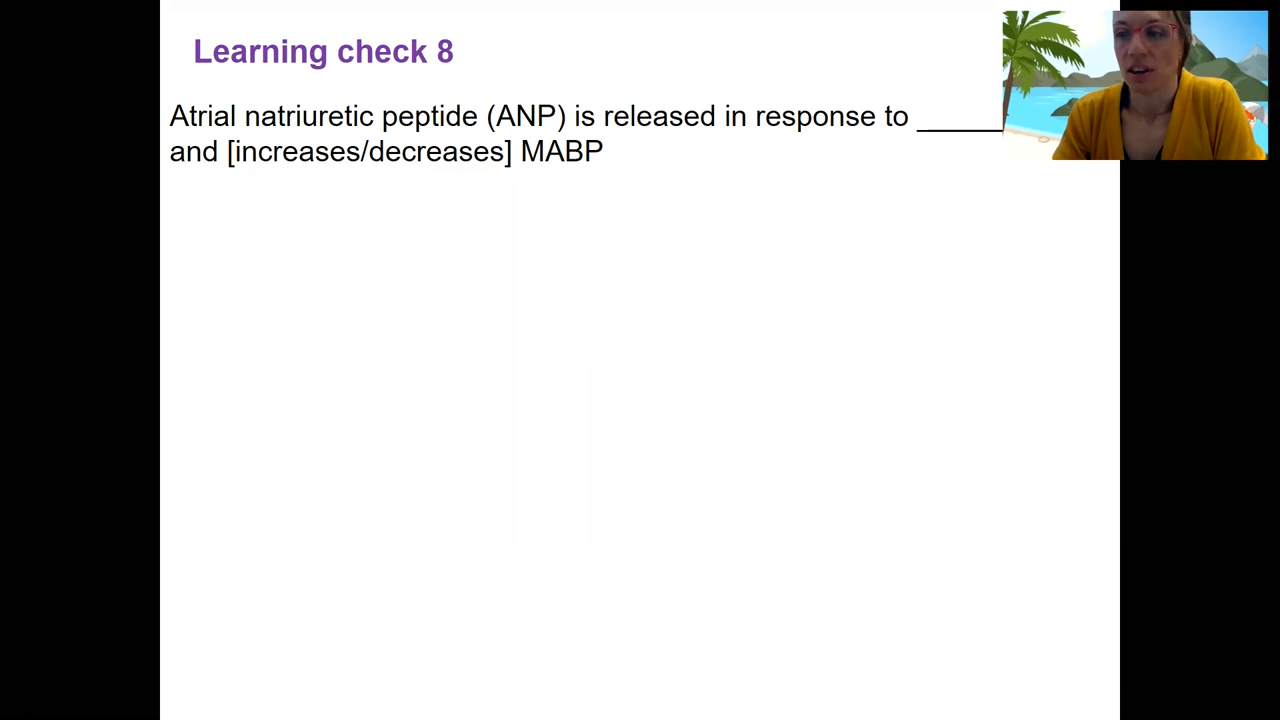 Learning check 8
Atrial natriuretic peptide (ANP) is released in response to ______
and [increases/decreases] MABP